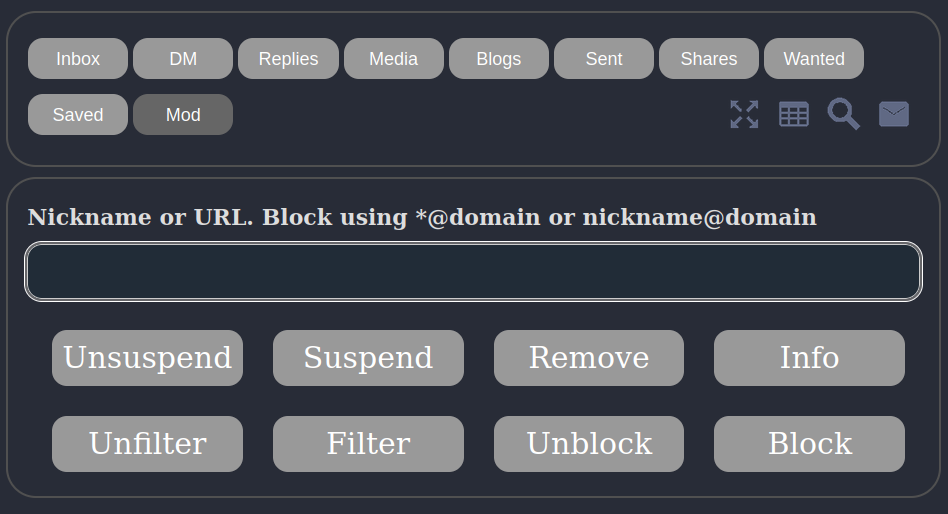 Inbox DM Replies Media Blogs Sent Shares Wanted
Saved Mod
Nickname or URL. Block using *@domain or nickname@domain
Unsuspend Suspend Remove Info
Unfilter Filter Unblock Block